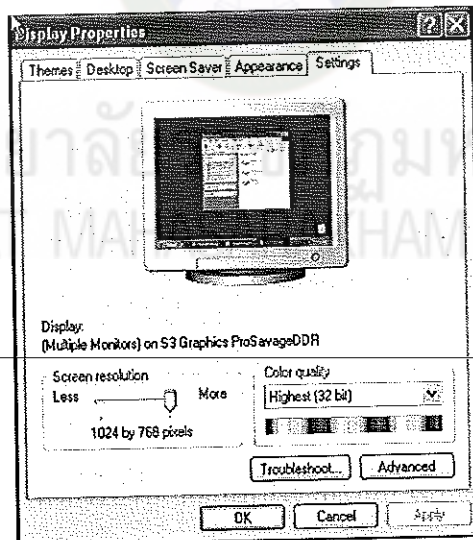 Display Properties
Themes Desktop Screen Saver Appearance Settings
Display:
(Multiple Monitors) on S3 Graphics ProSavageDDR
Screen resolution
Less More
1024 by 768 pixels
Color quality
Highest (32 bit)
Troubleshoot... Advanced
OK Cancel Apply